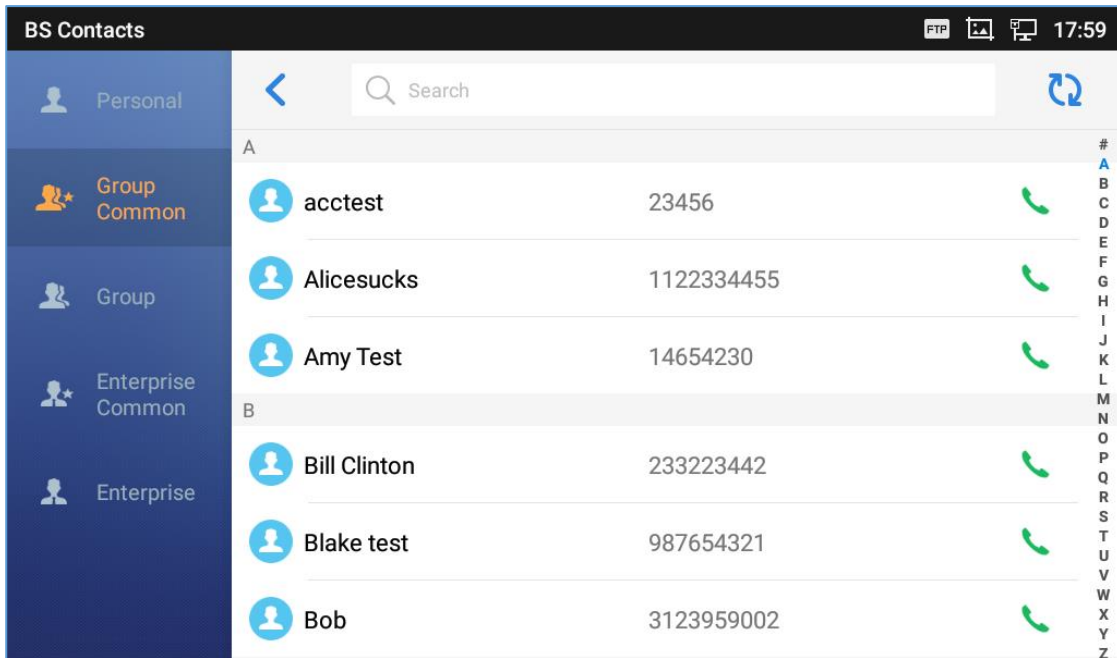 BS Contacts
FTP
17:59
Personal
Group
Common
Group
Enterprise
Common
Enterprise
Search
A
acctest 23456
Alicesucks 1122334455
Amy Test 14654230
B
Bill Clinton 233223442
Blake test 987654321
Bob 3123959002
#
A
B
C
D
E
F
G
H
I
J
K
L
M
N
O
P
Q
R
S
T
U
V
W
X
Y
Z